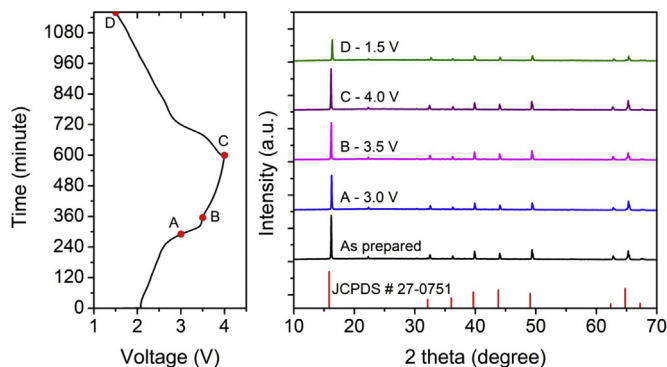 D
1080
960
840
720
600
480
360
240
120
0
C
B
A
Time (minute)
1 2 3 4 5
Voltage (V)
D - 1.5 V
C - 4.0 V
B - 3.5 V
A - 3.0 V
As prepared
JCPDS # 27-0751
Intensity (a.u.)
10 20 30 40 50 60 70
2 theta (degree)